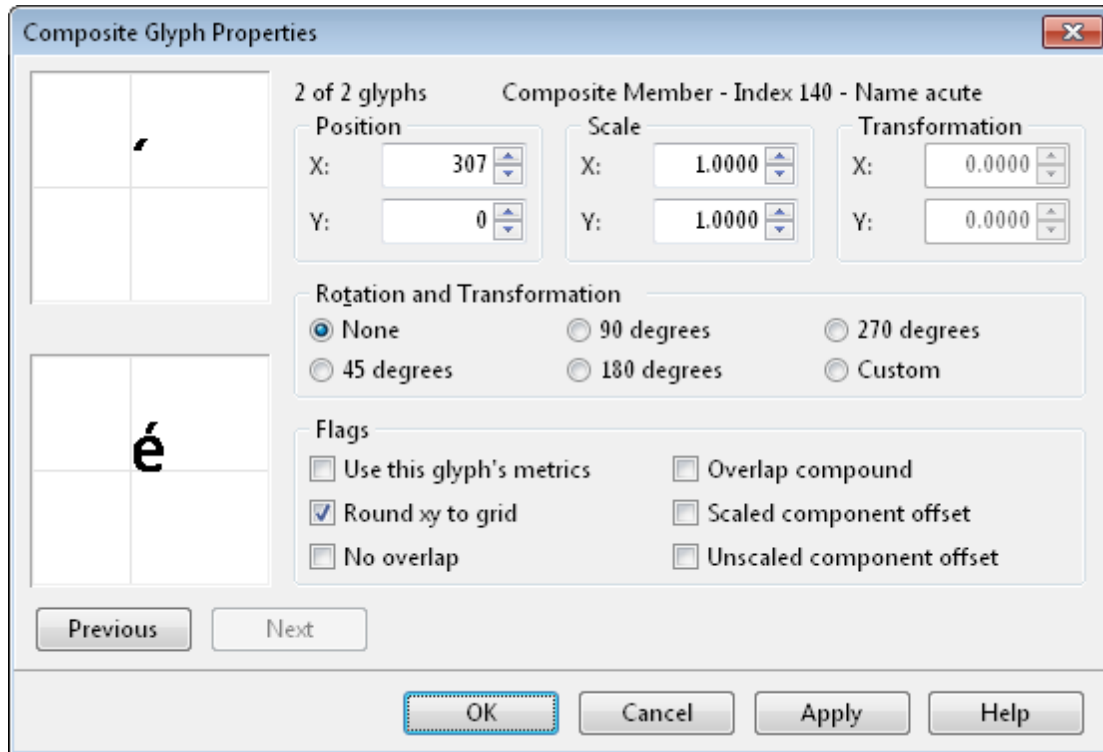 Composite Glyph Properties
2 of 2 glyphs Composite Member - Index 140 - Name acute
Position Scale Transformation
X: 307 X: 1.0000 X: 0.0000
Y: 0 Y: 1.0000 Y: 0.0000
Rotation and Transformation
None 90 degrees 270 degrees
45 degrees 180 degrees Custom
é
Flags
Use this glyph's metrics Overlap compound
Round xy to grid Scaled component offset
No overlap Unscaled component offset
Previous Next
OK Cancel Apply Help